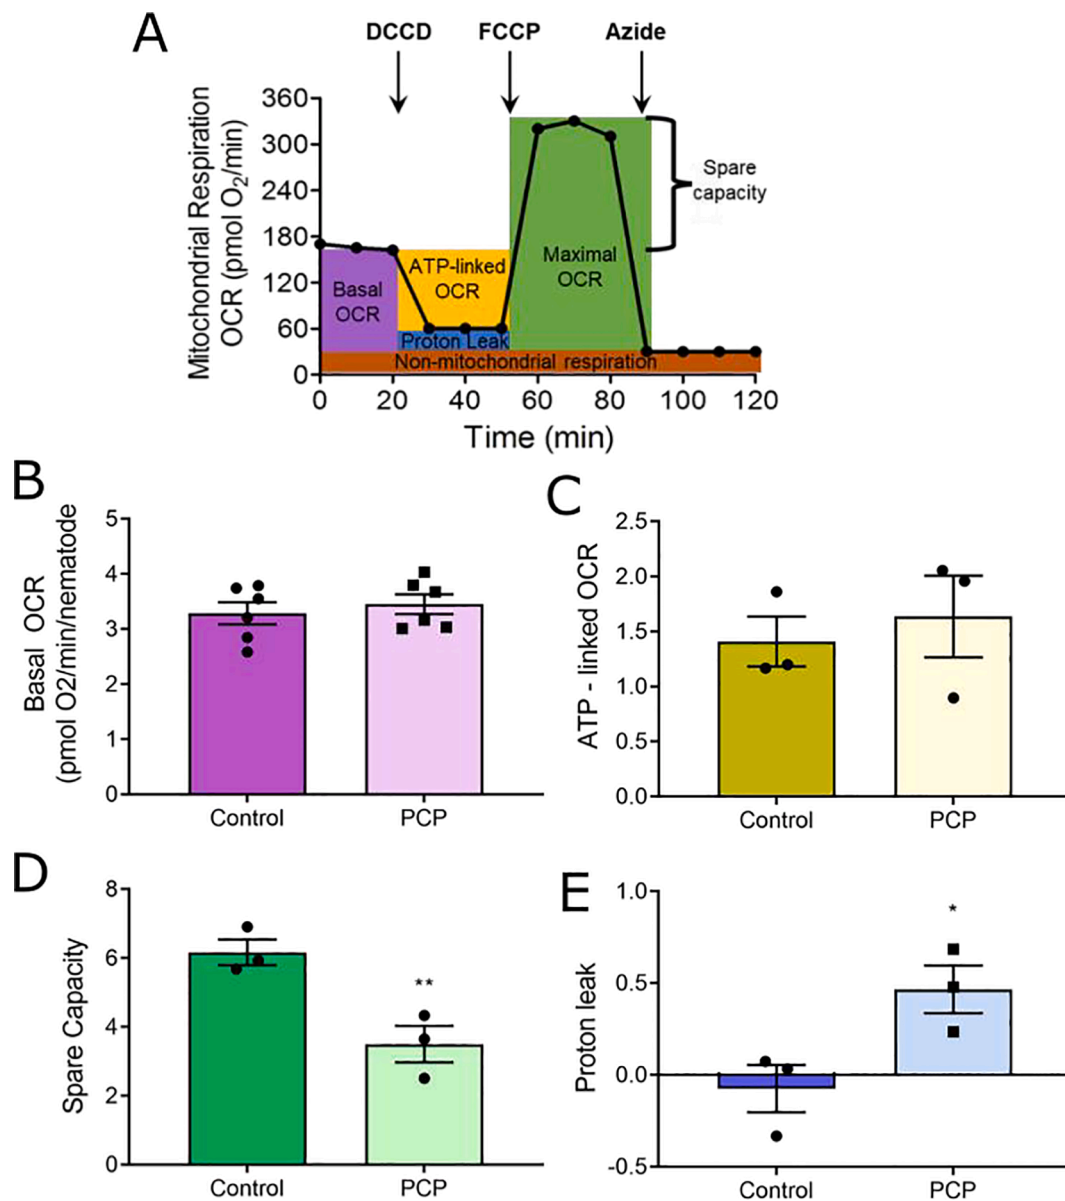 A
DCCD FCCP Azide
Mitochondrial Respiration
OCR (pmol O2/min)
360
300
240
180
120
60
0
Basal
OCR
ATP-linked
OCR
Proton Leak
Maximal
OCR
Non-mitochondrial respiration
Spare
capacity
0 20 40 60 80 100 120
Time (min)
B
Basal OCR
(pmol O2/min/nematode
5
4
3
2
1
0
Control PCP
C
ATP - linked OCR
2.5
2.0
1.5
1.0
0.5
0.0
Control PCP
D
Spare Capacity
8
6
4
2
0
**
Control PCP
E
Proton leak
1.0
0.5
0.0
-0.5
*
Control PCP